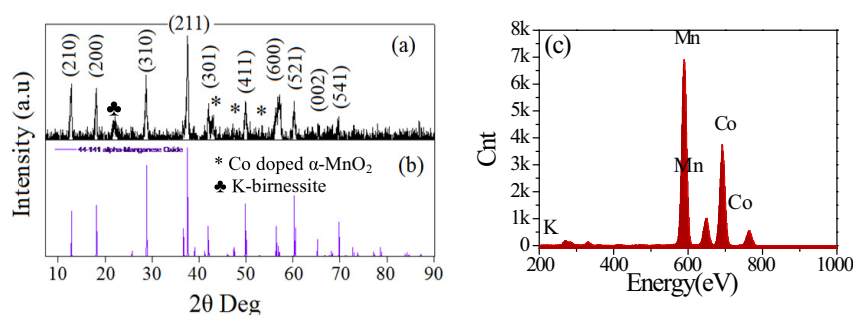 (a)
(210)
(200)
(310)
(211)
(301)
*
*
(411)
*
(600)
(521)
(002)
(541)
♣
(b)
44-141 alpha-Manganese Oxide
* Co doped α-MnO₂
♣ K-birnessite
Intensity (a.u)
10 20 30 40 50 60 70 80 90
2θ Deg
(c)
8k
7k
6k
5k
4k
3k
2k
1k
0
Cnt
Mn
Co
Mn
Co
K
200 400 600 800 1000
Energy(eV)